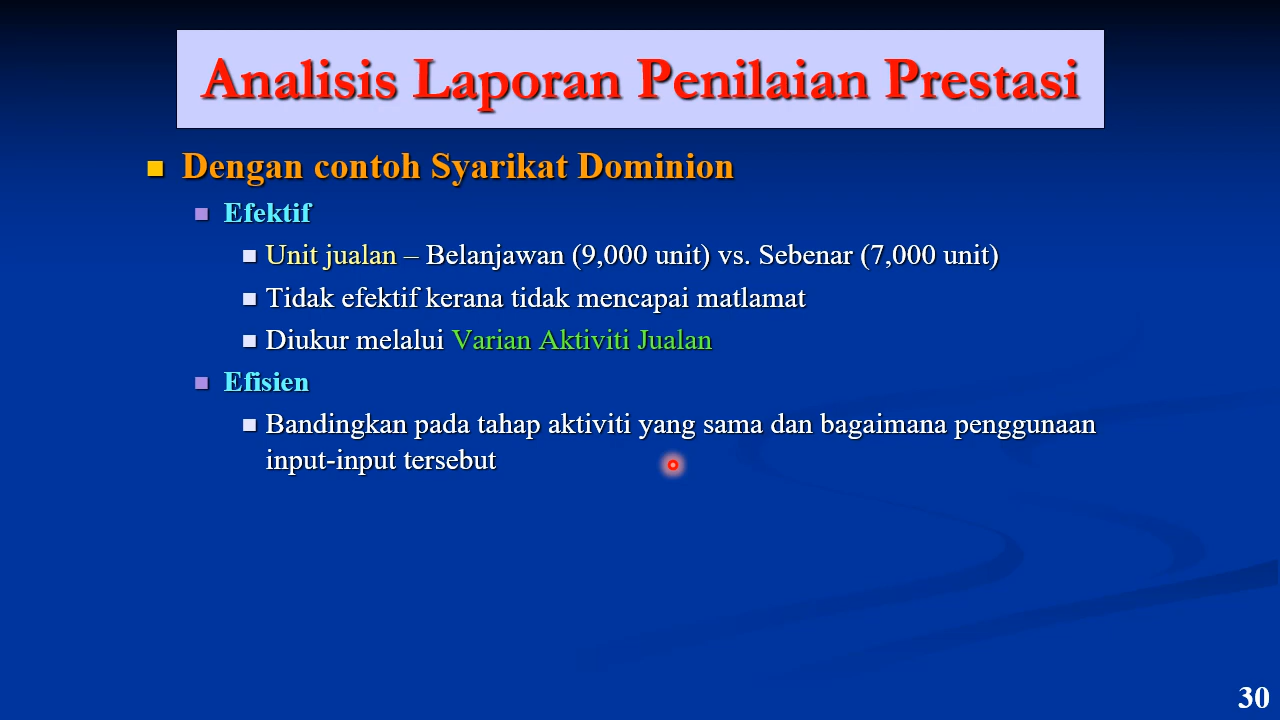 Analisis Laporan Penilaian Prestasi
Dengan contoh Syarikat Dominion
Efektif
Unit jualan – Belanjawan (9,000 unit) vs. Sebenar (7,000 unit)
Tidak efektif kerana tidak mencapai matlamat
Diukur melalui Varian Aktiviti Jualan
Efisien
Bandingkan pada tahap aktiviti yang sama dan bagaimana penggunaan
input-input tersebut
30